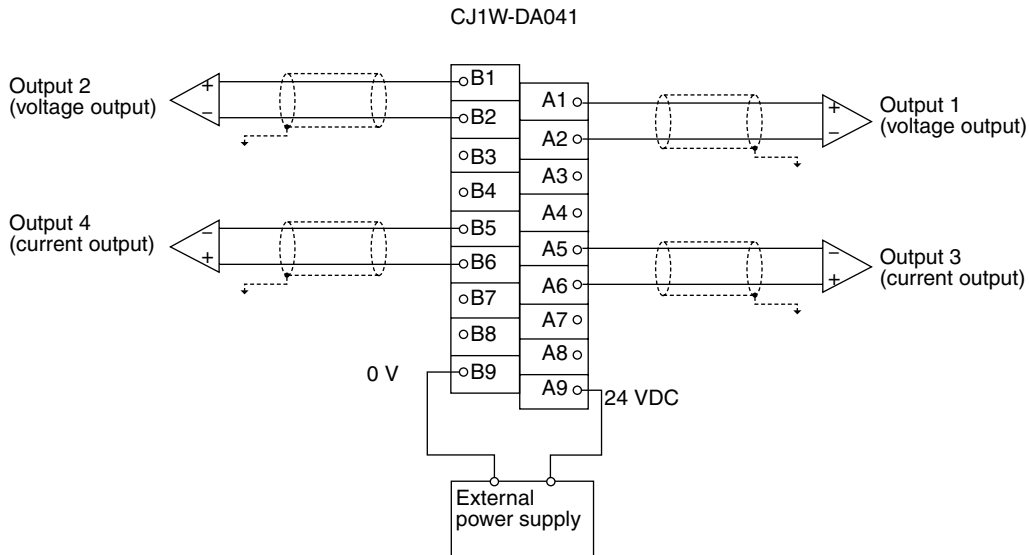 CJ1W-DA041
Output 2
(voltage output)
+
−
Output 4
(current output)
−
+
B1
B2
B3
B4
B5
B6
B7
B8
B9
0 V
A1
A2
A3
A4
A5
A6
A7
A8
A9
24 VDC
+
−
Output 1
(voltage output)
−
+
Output 3
(current output)
External
power supply